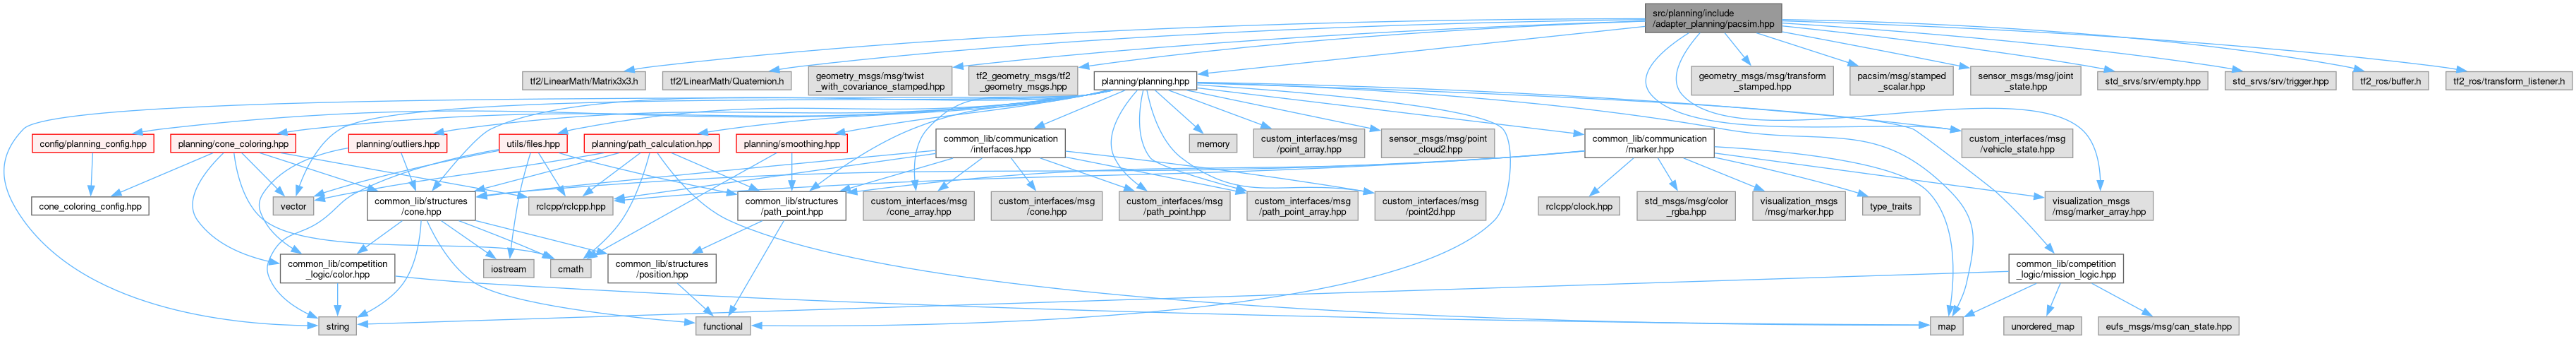 src/planning/include
/adapter_planning/pacsim.hpp
tf2/LinearMath/Matrix3x3.h
tf2/LinearMath/Quaternion.h
geometry_msgs/msg/twist
_with_covariance_stamped.hpp
tf2_geometry_msgs/tf2
_geometry_msgs.hpp
planning/planning.hpp
geometry_msgs/msg/transform
_stamped.hpp
pacsim/msg/stamped
_scalar.hpp
sensor_msgs/msg/joint
_state.hpp
std_srvs/srv/empty.hpp
std_srvs/srv/trigger.hpp
tf2_ros/buffer.h
tf2_ros/transform_listener.h
config/planning_config.hpp
planning/cone_coloring.hpp
planning/outliers.hpp
utils/files.hpp
planning/path_calculation.hpp
planning/smoothing.hpp
common_lib/communication
/interfaces.hpp
memory
custom_interfaces/msg
/point_array.hpp
sensor_msgs/msg/point
_cloud2.hpp
common_lib/communication
/marker.hpp
custom_interfaces/msg
/vehicle_state.hpp
cone_coloring_config.hpp
vector
common_lib/structures
/cone.hpp
rclcpp/rclcpp.hpp
common_lib/structures
/path_point.hpp
custom_interfaces/msg
/cone_array.hpp
custom_interfaces/msg
/cone.hpp
custom_interfaces/msg
/path_point.hpp
custom_interfaces/msg
/path_point_array.hpp
custom_interfaces/msg
/point2d.hpp
rclcpp/clock.hpp
std_msgs/msg/color
_rgba.hpp
visualization_msgs
/msg/marker.hpp
type_traits
visualization_msgs
/msg/marker_array.hpp
common_lib/competition
_logic/color.hpp
iostream
cmath
common_lib/structures
/position.hpp
common_lib/competition
_logic/mission_logic.hpp
string
functional
map
unordered_map
eufs_msgs/msg/can_state.hpp